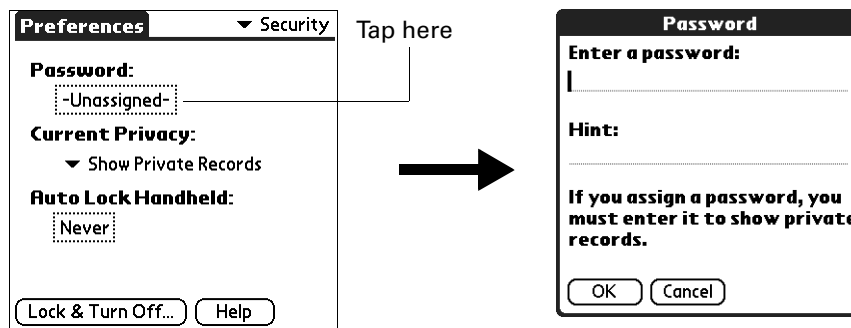 Preferences
Security
Password:
-Unassigned-
Current Privacy:
Show Private Records
Auto Lock Handheld:
Never
Lock & Turn Off...
Help
Tap here
Password
Enter a password:
Hint:
If you assign a password, you
must enter it to show private
records.
OK
Cancel